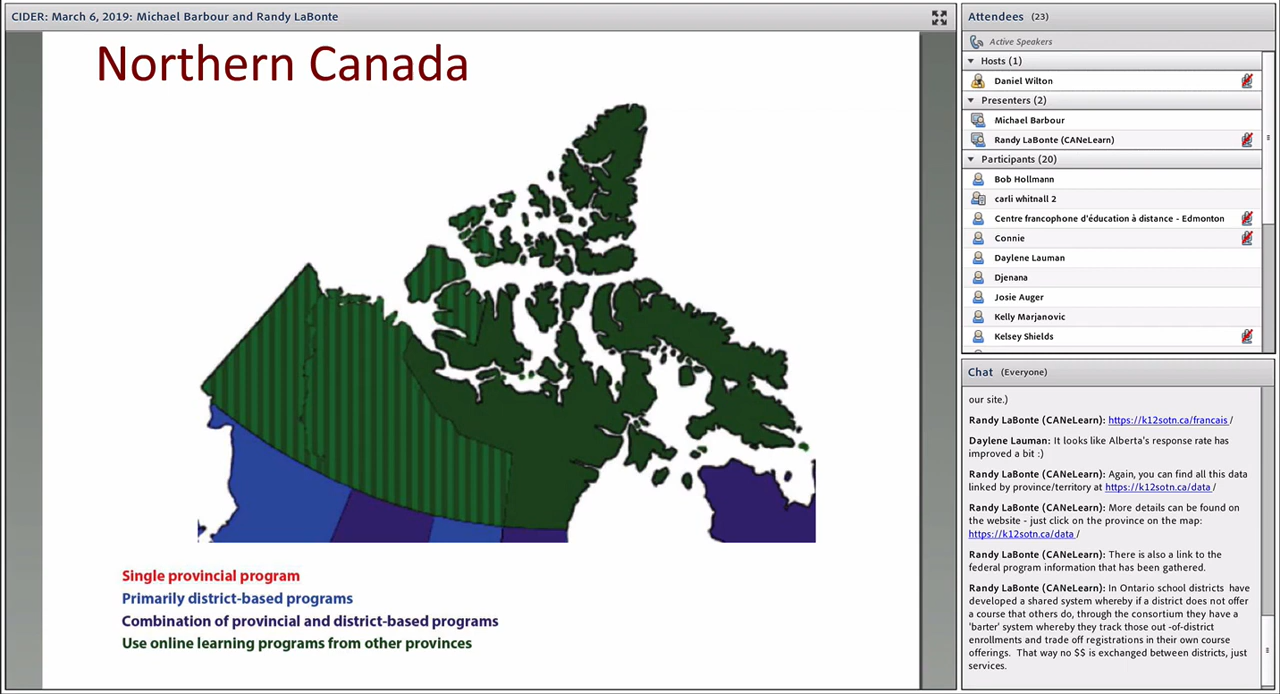 CIDER: March 6, 2019: Michael Barbour and Randy LaBonte
Northern Canada
Single provincial program
Primarily district-based programs
Combination of provincial and district-based programs
Use online learning programs from other provinces
Attendees (23)
Active Speakers
Hosts (1)
Daniel Wilton
Presenters (2)
Michael Barbour
Randy LaBonte (CANeLearn)
Participants (20)
Bob Hollmann
carli whitnall 2
Centre francophone d'éducation à distance - Edmonton
Connie
Daylene Lauman
Djenana
Josie Auger
Kelly Marjanovic
Kelsey Shields
Chat (Everyone)
our site.)
Randy LaBonte (CANeLearn): https://k12sotn.ca/francais /
Daylene Lauman: It looks like Alberta's response rate has
improved a bit :)
Randy LaBonte (CANeLearn): Again, you can find all this data
linked by province/territory at https://k12sotn.ca/data /
Randy LaBonte (CANeLearn): More details can be found on
the website - just click on the province on the map:
https://k12sotn.ca/data /
Randy LaBonte (CANeLearn): There is also a link to the
federal program information that has been gathered.
Randy LaBonte (CANeLearn): In Ontario school districts have
developed a shared system whereby if a district does not offer
a course that others do, through the consortium they have a
'barter' system whereby they track those out -of-district
enrollments and trade off registrations in their own course
offerings. That way no $$ is exchanged between districts, just
services.